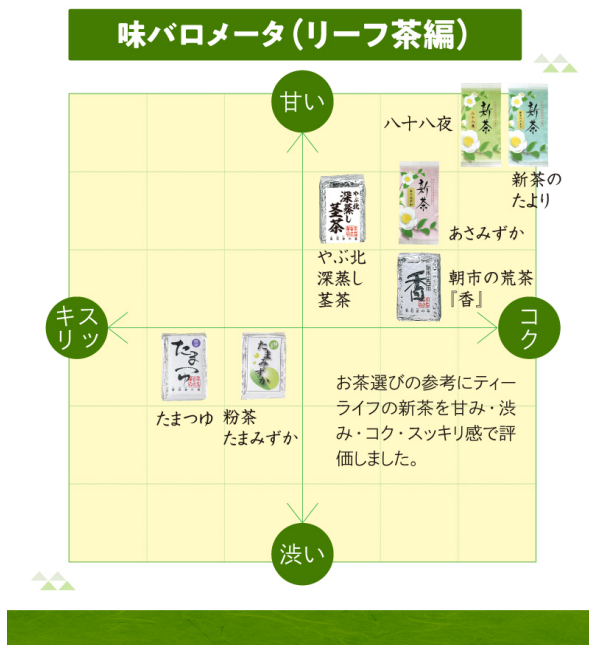 味バロメータ（リーフ茶編）
甘い
八十八夜
新茶
新茶
新茶の
たより
新茶
あさみずか
やぶ北
深蒸し
茎茶
やぶ北
深蒸し
茎茶
香
朝市の荒茶
『香』
スッ
キリ
コク
たまつゆ
たまみずか
たまつゆ
粉茶
たまみずか
お茶選びの参考にティー
ライフの新茶を甘み・渋
み・コク・スッキリ感で評
価しました。
渋い